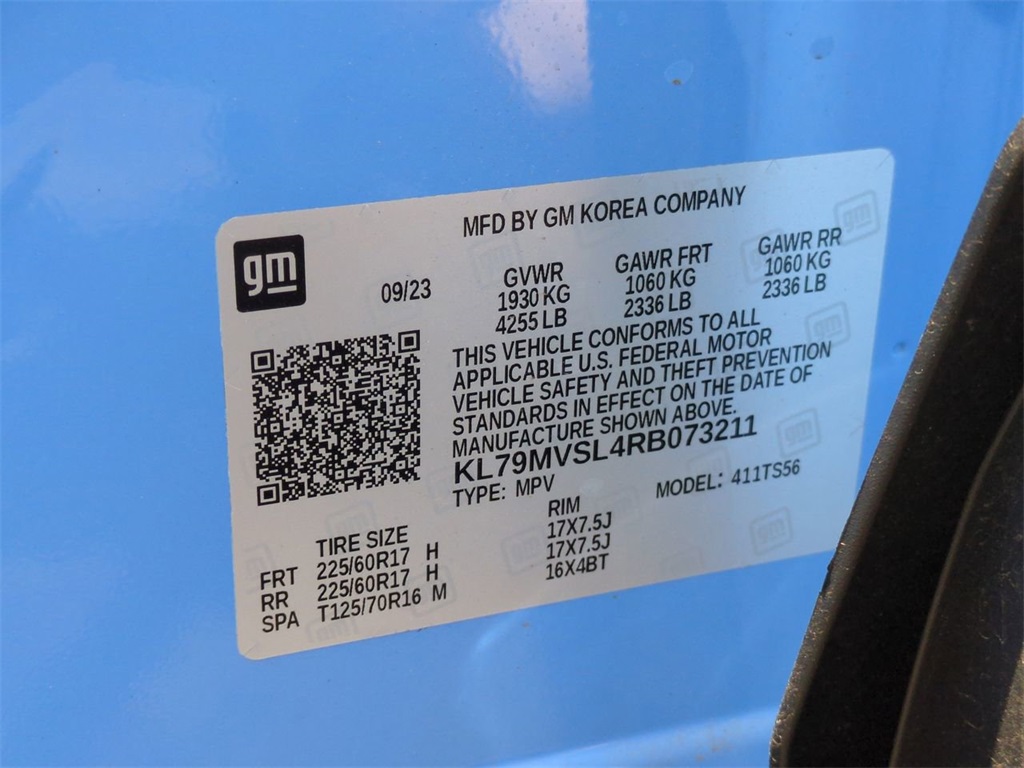 MFD BY GM KOREA COMPANY
gm
09/23
GVWR
1930 KG
4255 LB
GAWR FRT
1060 KG
2336 LB
GAWR RR
1060 KG
2336 LB
THIS VEHICLE CONFORMS TO ALL
APPLICABLE U.S. FEDERAL MOTOR
VEHICLE SAFETY AND THEFT PREVENTION
STANDARDS IN EFFECT ON THE DATE OF
MANUFACTURE SHOWN ABOVE.
KL79MVSL4RB073211
TYPE: MPV MODEL: 411TS56
TIRE SIZE RIM
FRT 225/60R17 H 17X7.5J
RR 225/60R17 H 17X7.5J
SPA T125/70R16 M 16X4BT